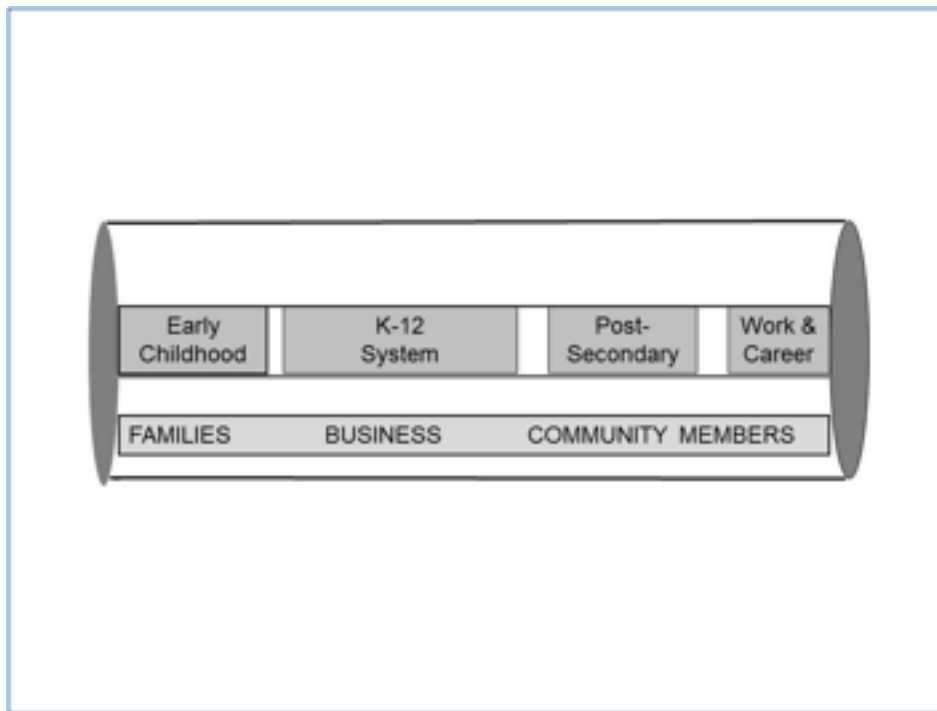 Early
Childhood
K-12
System
Post-
Secondary
Work &
Career
FAMILIES BUSINESS COMMUNITY MEMBERS